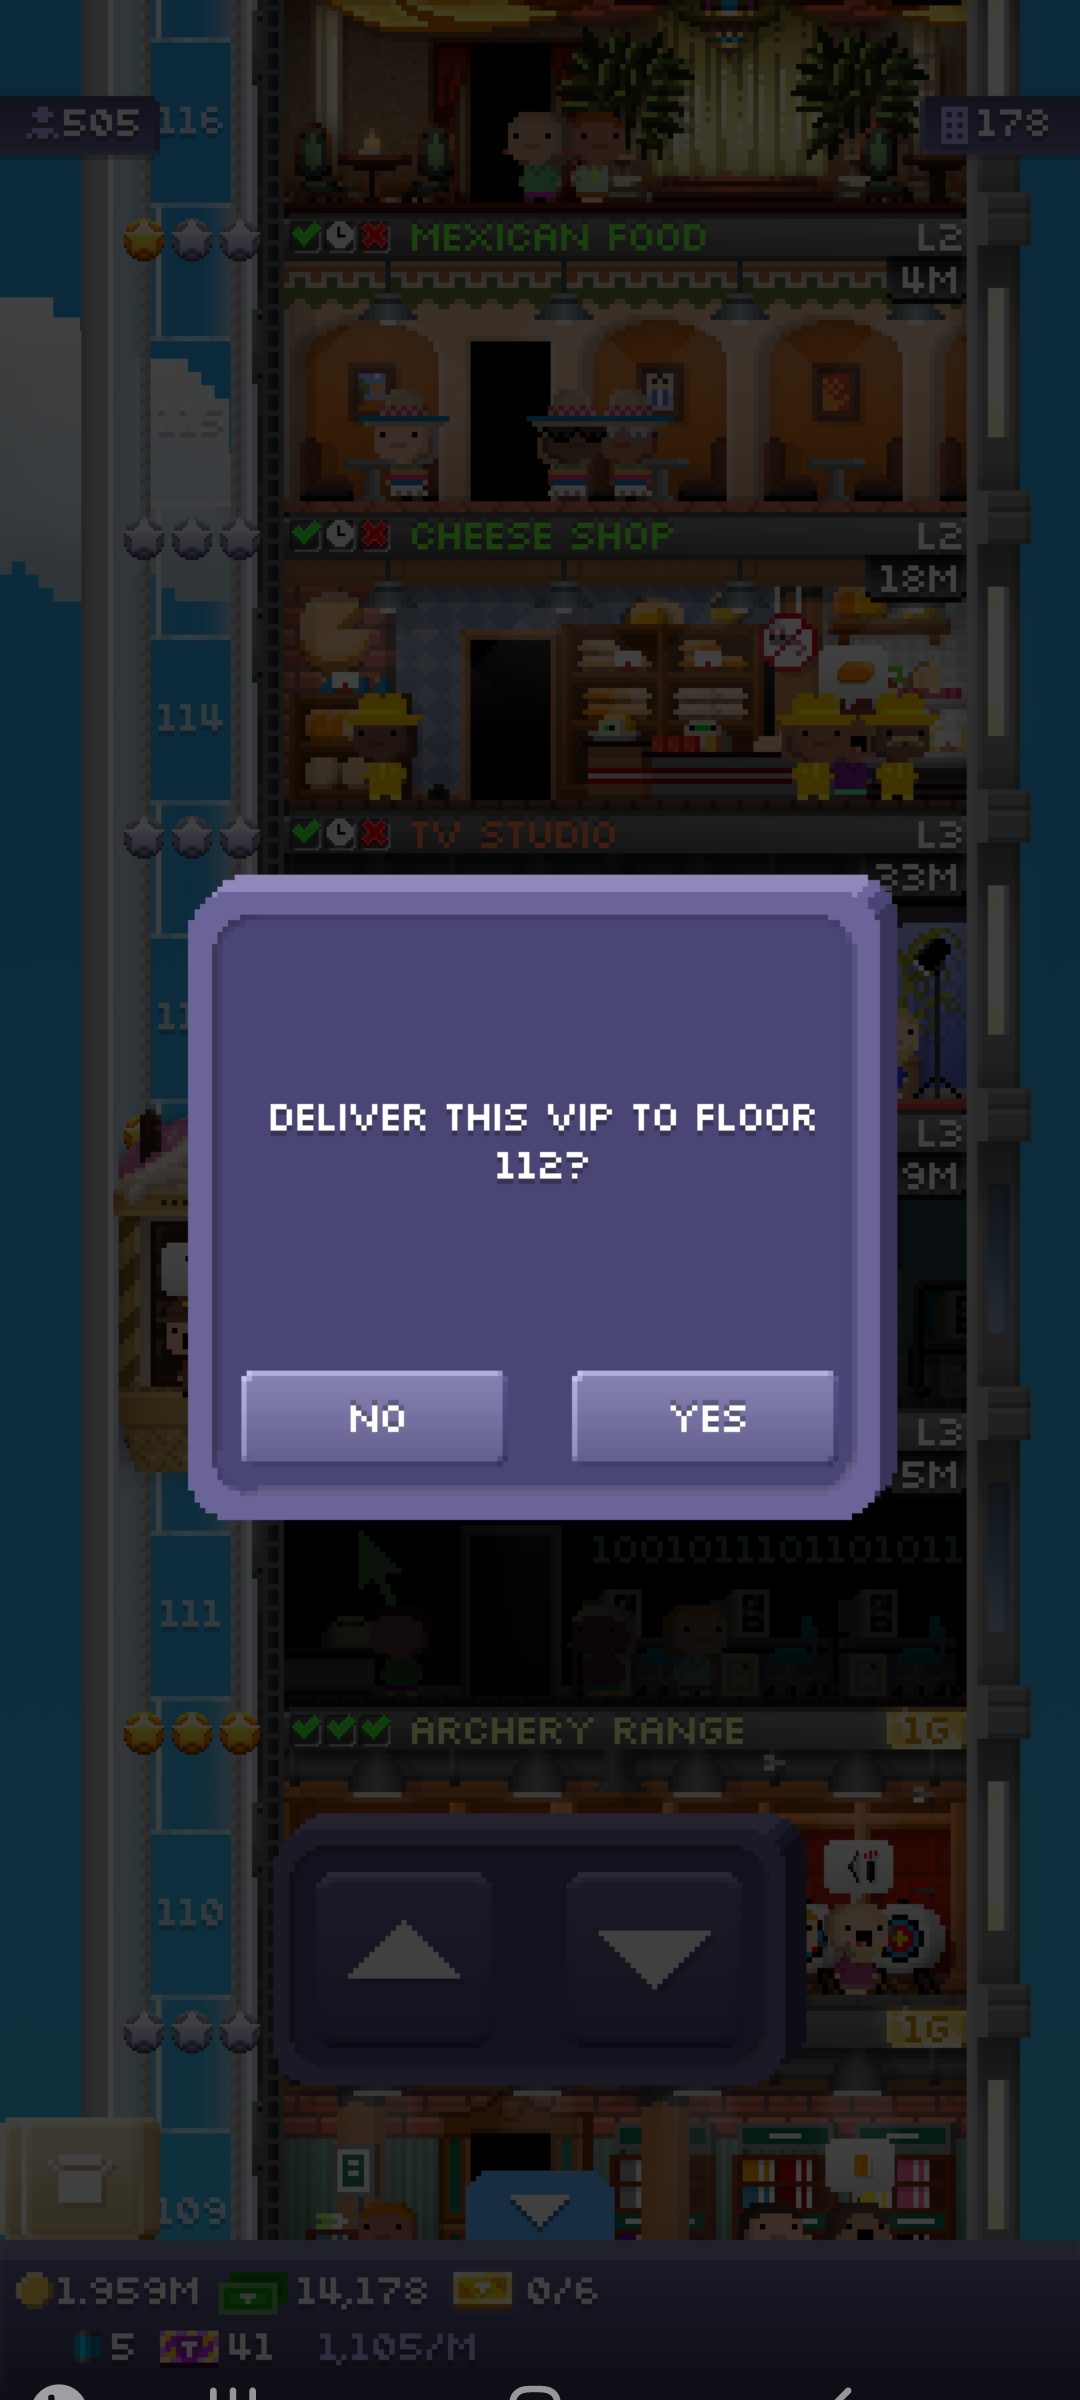 505
116
178
MEXICAN FOOD
L2
4M
115
CHEESE SHOP
L2
18M
114
TV STUDIO
L3
33M
L3
9M
DELIVER THIS VIP TO FLOOR
112?
NO
YES
L3
5M
1001011101101011
111
ARCHERY RANGE
1G
110
1G
109
1.959M
14,178
0/6
5
T
41
1,105/M